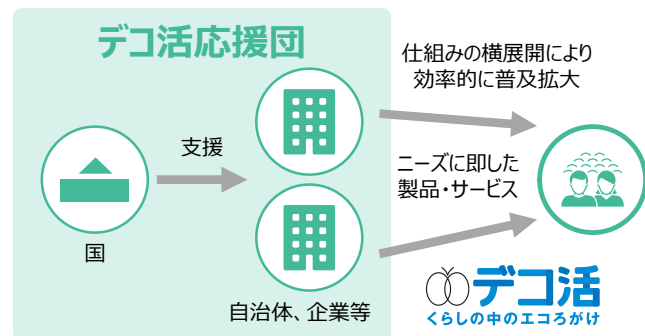 デコ活応援団
仕組みの横展開により
効率的に普及拡大
支援
ニーズに即した
製品・サービス
国
自治体、企業等
デコ活
くらしの中のエコろがけ